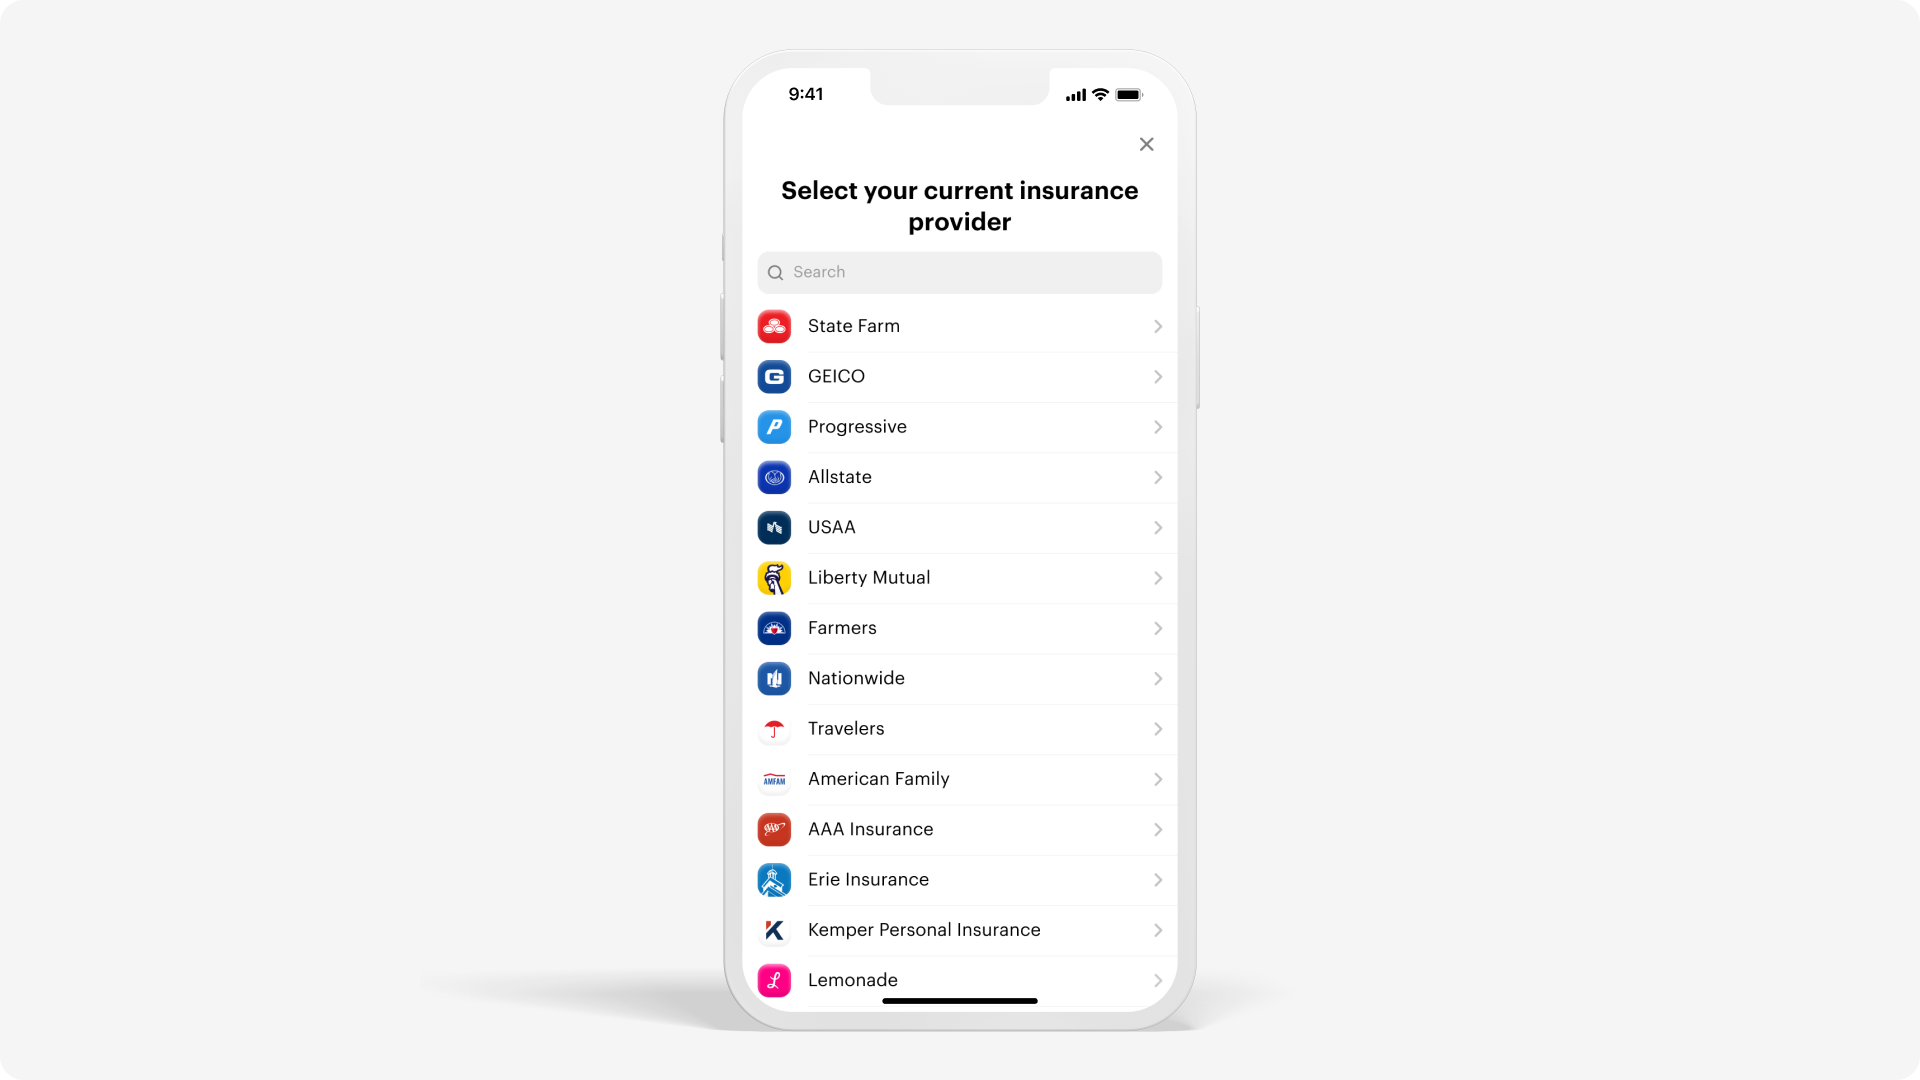 9:41
Select your current insurance
provider
Search
State Farm
GEICO
Progressive
Allstate
USAA
Liberty Mutual
Farmers
Nationwide
Travelers
AMFAM
American Family
AAA Insurance
Erie Insurance
Kemper Personal Insurance
Lemonade